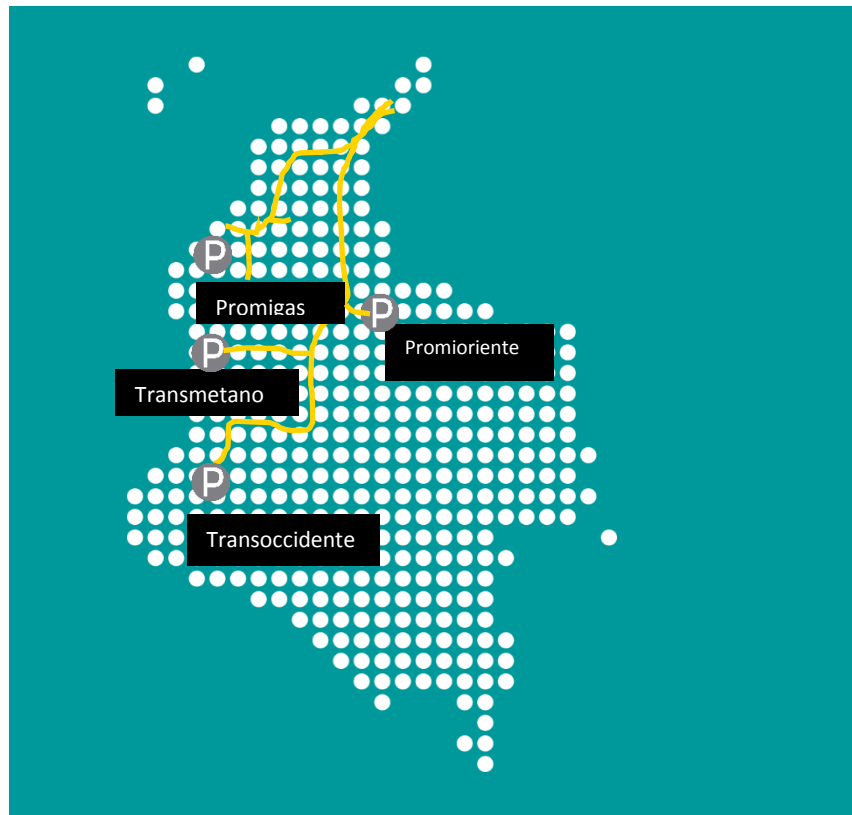 P
Promigas
P
Promioriente
P
Transmetano
P
Transoccidente